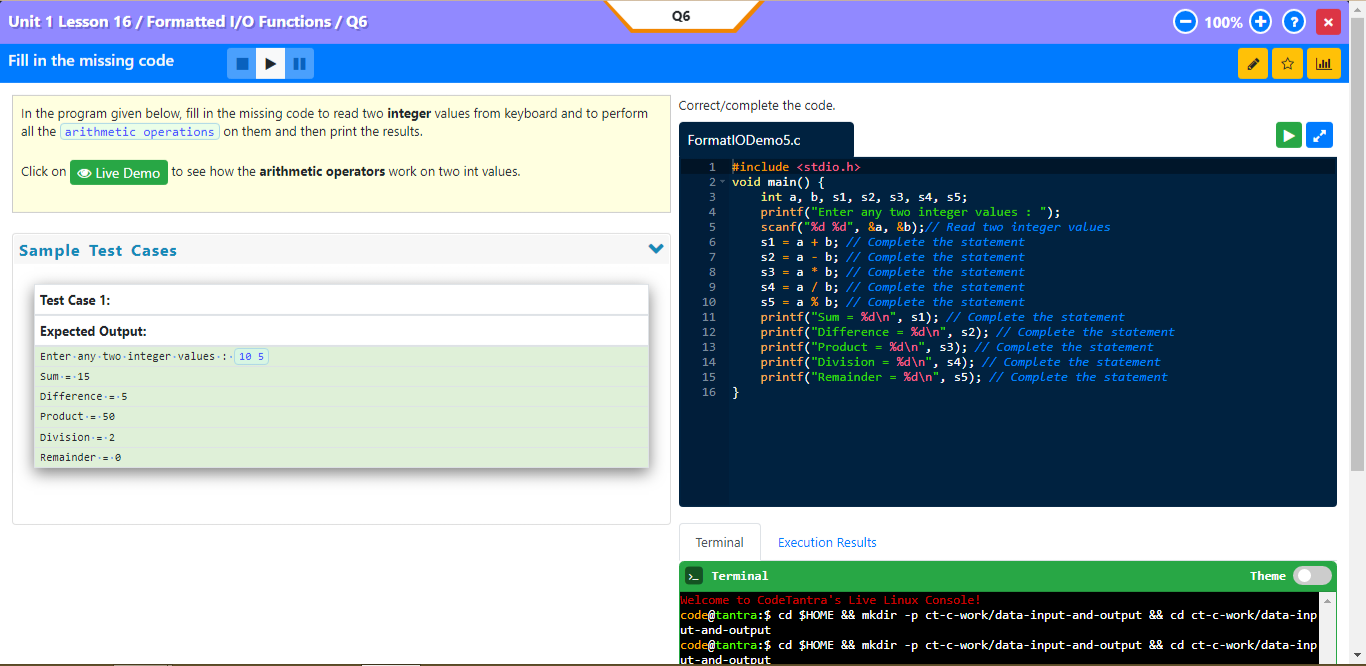 Unit 1 Lesson 16 / Formatted I/O Functions / Q6
Q6
100%
Fill in the missing code
In the program given below, fill in the missing code to read two integer values from keyboard and to perform
all the arithmetic operations on them and then print the results.
Click on Live Demo to see how the arithmetic operators work on two int values.
Sample Test Cases
Test Case 1:
Expected Output:
Enter·any·two·integer·values·:· 10 5
Sum·=·15
Difference·=·5
Product·=·50
Division·=·2
Remainder·=·0
Correct/complete the code.
FormatIODemo5.c
1 #include <stdio.h>
2 void main() {
3 int a, b, s1, s2, s3, s4, s5;
4 printf("Enter any two integer values : ");
5 scanf("%d %d", &a, &b);// Read two integer values
6 s1 = a + b; // Complete the statement
7 s2 = a - b; // Complete the statement
8 s3 = a * b; // Complete the statement
9 s4 = a / b; // Complete the statement
10 s5 = a % b; // Complete the statement
11 printf("Sum = %d\n", s1); // Complete the statement
12 printf("Difference = %d\n", s2); // Complete the statement
13 printf("Product = %d\n", s3); // Complete the statement
14 printf("Division = %d\n", s4); // Complete the statement
15 printf("Remainder = %d\n", s5); // Complete the statement
16 }
Terminal Execution Results
Terminal Theme
Welcome to CodeTantra's Live Linux Console!
code@tantra:$ cd $HOME && mkdir -p ct-c-work/data-input-and-output && cd ct-c-work/data-inp
ut-and-output
code@tantra:$ cd $HOME && mkdir -p ct-c-work/data-input-and-output && cd ct-c-work/data-inp
ut-and-output